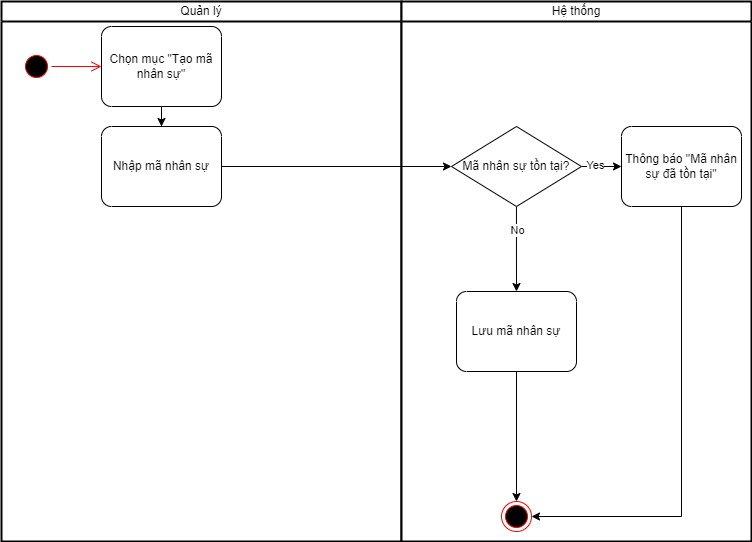 Quản lý
Hệ thống
Chọn mục "Tạo mã
nhân sự"
Nhập mã nhân sự
Mã nhân sự tồn tại?
Yes
Thông báo "Mã nhân
sự đã tồn tại"
No
Lưu mã nhân sự